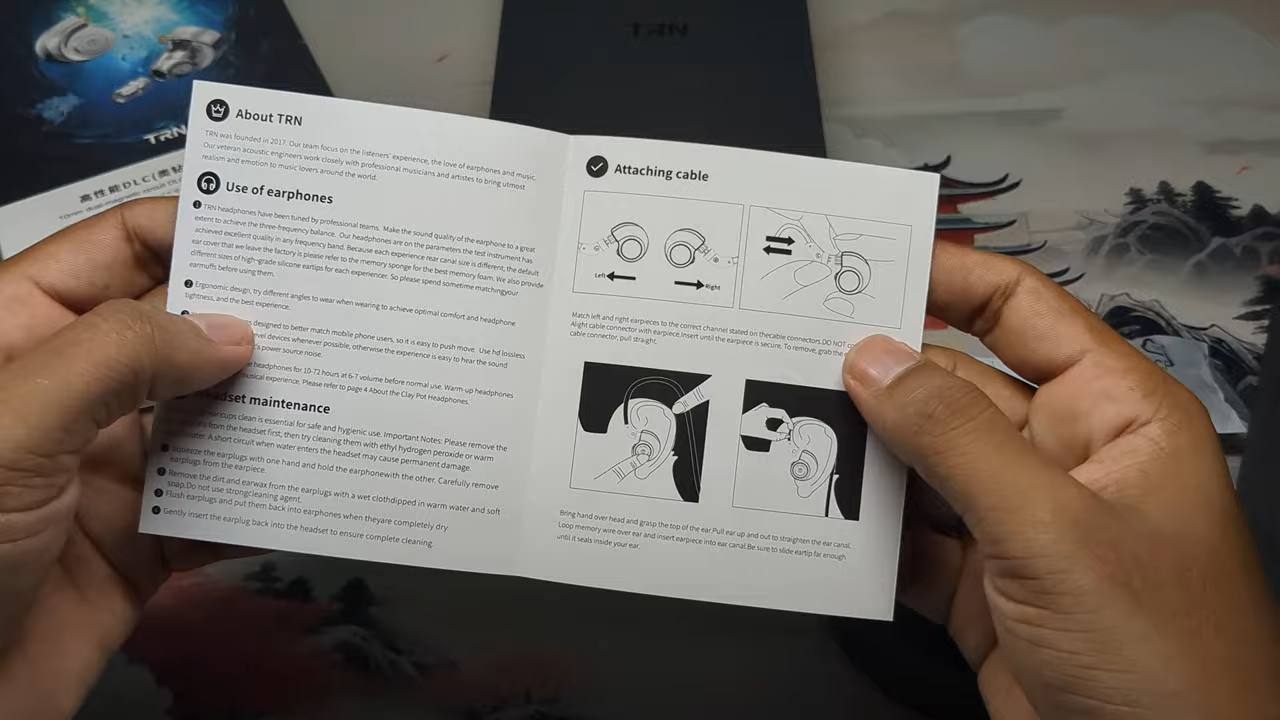 TRN
TRN
高性能DLC(类钻
10mm dual-magnetic
About TRN
TRN was founded in 2017. Our team focus on the listeners' experience, the love of earphones and music.
Our veteran acoustic engineers work closely with professional musicians and artistes to bring utmost
realism and emotion to music lovers around the world.
Use of earphones
1 TRN headphones have been tuned by professional teams. Make the sound quality of the earphone to a great
extent to achieve the three-frequency balance. Our headphones are on the parameters the test instrument has
achieved excellent quality in any frequency band. Because each experience rear canal size is different, the default
ear cover that we leave the factory is please refer to the memory sponge for the best memory foam. We also provide
different sizes of high-grade silicone eartips for each experiencer. So please spend sometime matchingyour
earmuffs before using them.
2 Ergonomic design, try different angles to wear when wearing to achieve optimal comfort and headphone
tightness, and the best experience.
designed to better match mobile phone users, so it is easy to push move. Use hd lossless
devices whenever possible, otherwise the experience is easy to hear the sound
power source noise.
headphones for 10-72 hours at 6-7 volume before normal use. Warm-up headphones
experience. Please refer to page 4 About the Clay Pot Headphones.
maintenance
cups clean is essential for safe and hygienic use. Important Notes: Please remove the
from the headset first, then try cleaning them with ethyl hydrogen peroxide or warm
water. A short circuit when water enters the headset may cause permanent damage.
squeeze the earplugs with one hand and hold the earphonewith the other. Carefully remove
earplugs from the earpiece.
Remove the dirt and earwax from the earplugs with a wet clothdipped in warm water and soft
soap.Do not use strongcleaning agent.
3 Flush earplugs and put them back into earphones when theyare completely dry
4 Gently insert the earplug back into the headset to ensure complete cleaning.
Attaching cable
Left
Right
Match left and right earpieces to the correct channel stated on thecable connectors.DO NOT
Alight cable connector with earpiece.Insert until the earpiece is secure. To remove, grab the
cable connector, pull straight.
Bring hand over head and grasp the top of the ear.Pull ear up and out to straighten the ear canal.
Loop memory wire over ear and insert earpiece into ear canal.Be sure to slide eartip far enough
until it seals inside your ear.